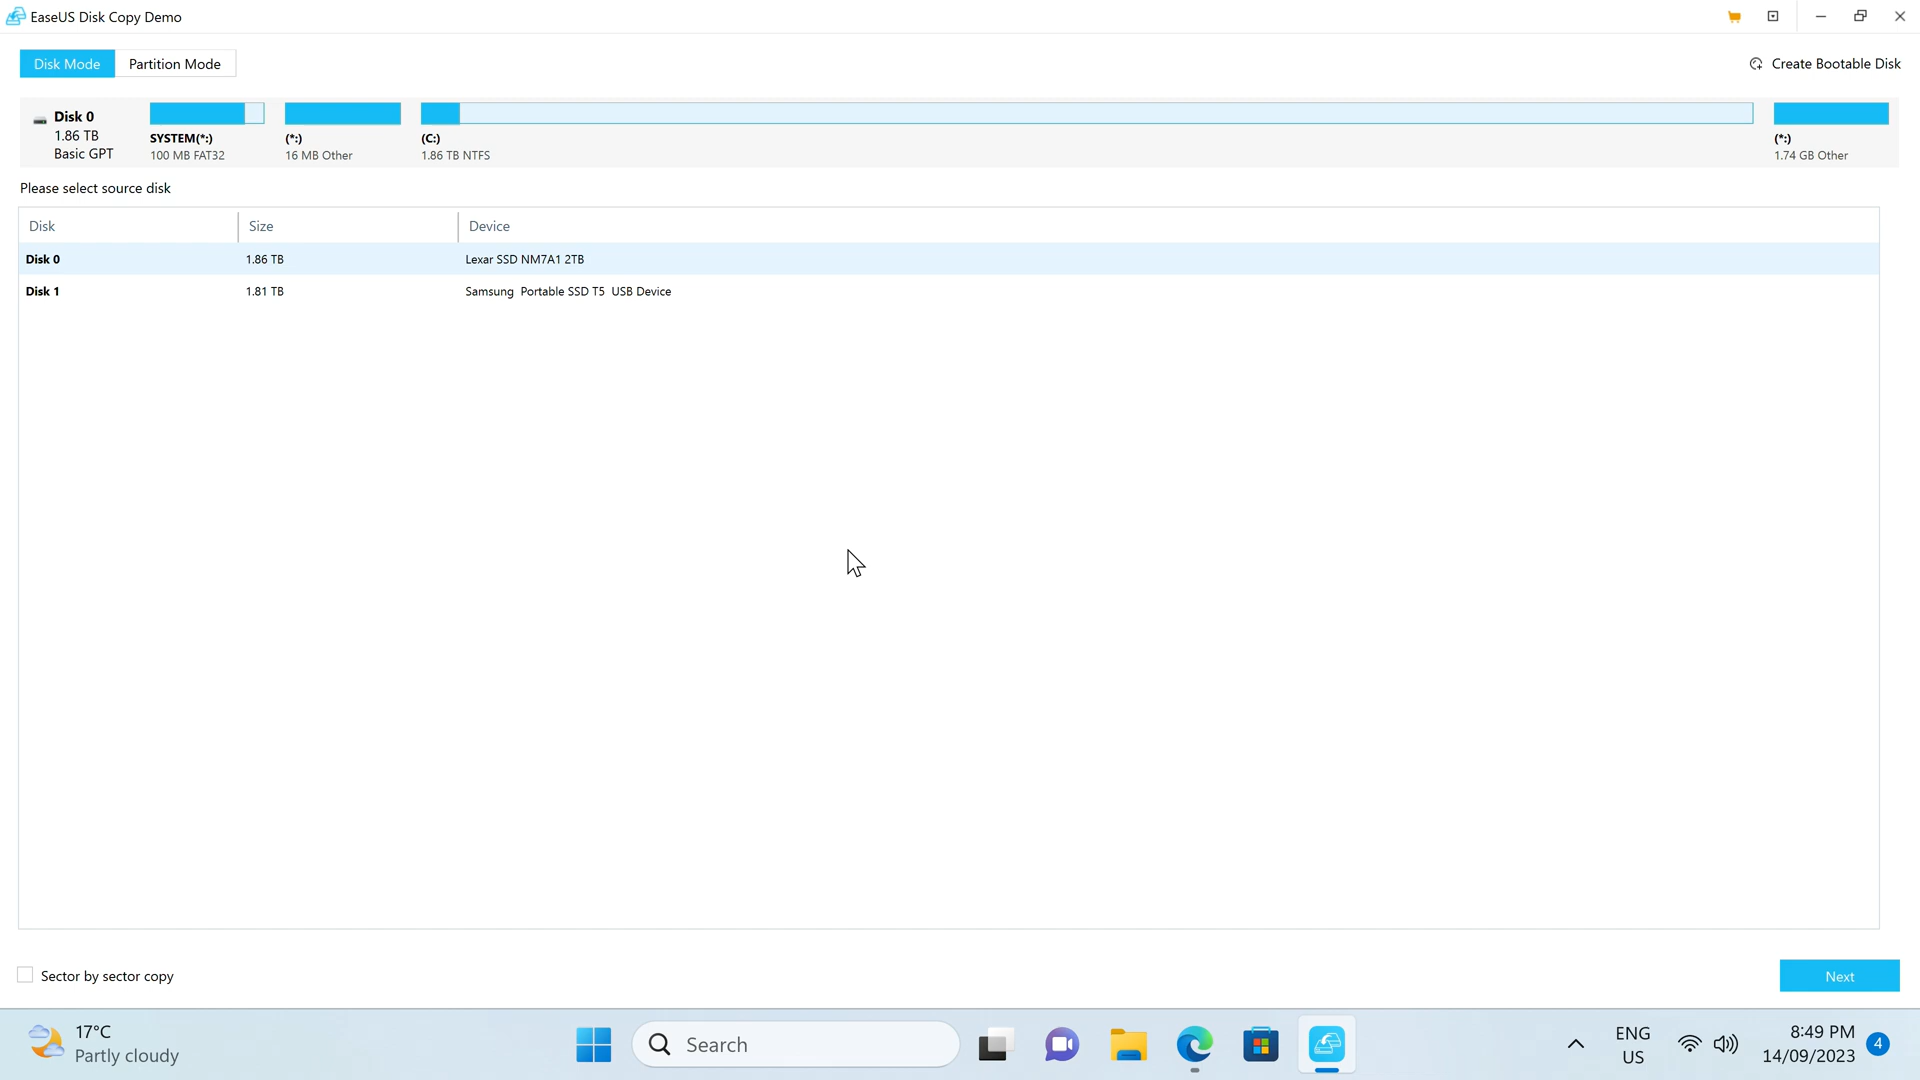 EaseUS Disk Copy Demo
Disk Mode
Partition Mode
Create Bootable Disk
Disk 0
1.86 TB
Basic GPT
SYSTEM(*:)
100 MB FAT32
(*:)
16 MB Other
(C:)
1.86 TB NTFS
(*:)
1.74 GB Other
Please select source disk
Disk Size Device
Disk 0 1.86 TB Lexar SSD NM7A1 2TB
Disk 1 1.81 TB Samsung Portable SSD T5 USB Device
Sector by sector copy
Next
17°C
Partly cloudy
Search
ENG
US
8:49 PM
14/09/2023
4